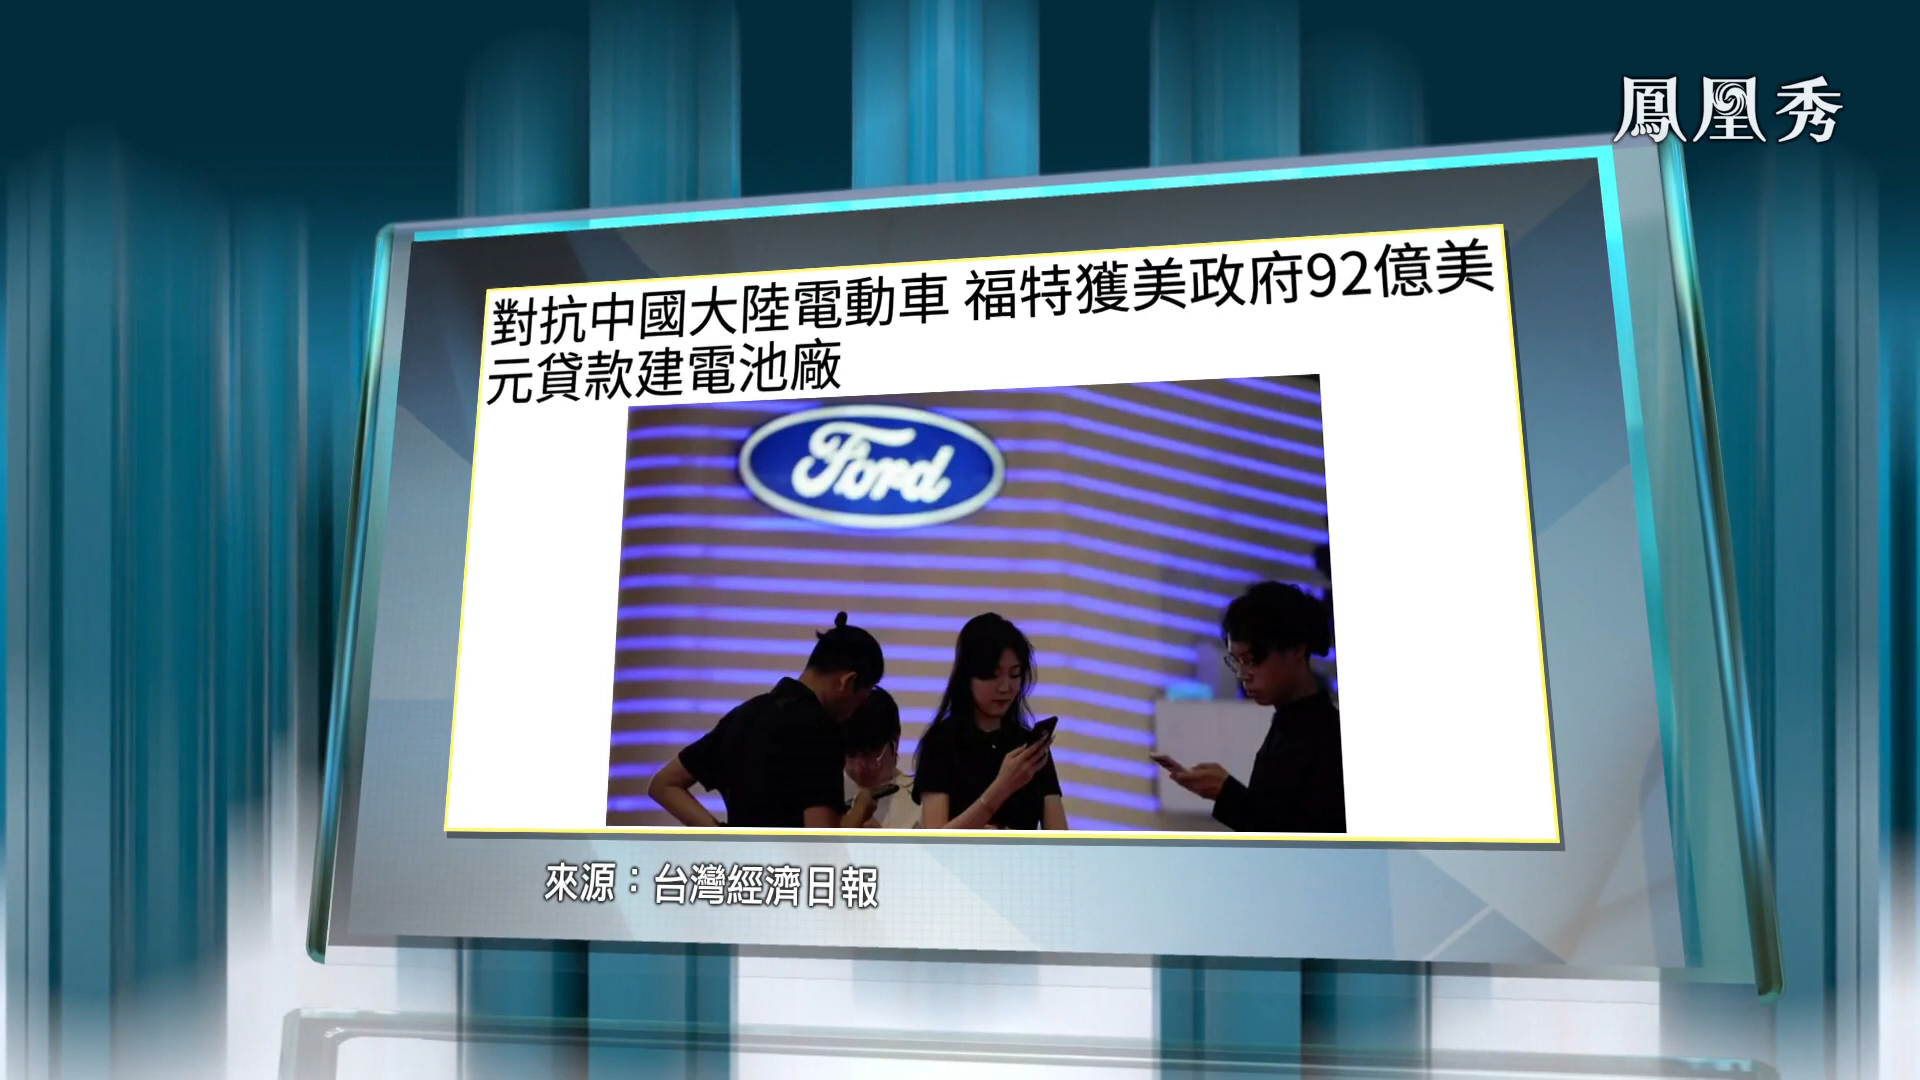 鳳凰秀
對抗中國大陸電動車 福特獲美政府92億美
元貸款建電池廠
Ford
來源：台灣經濟日報